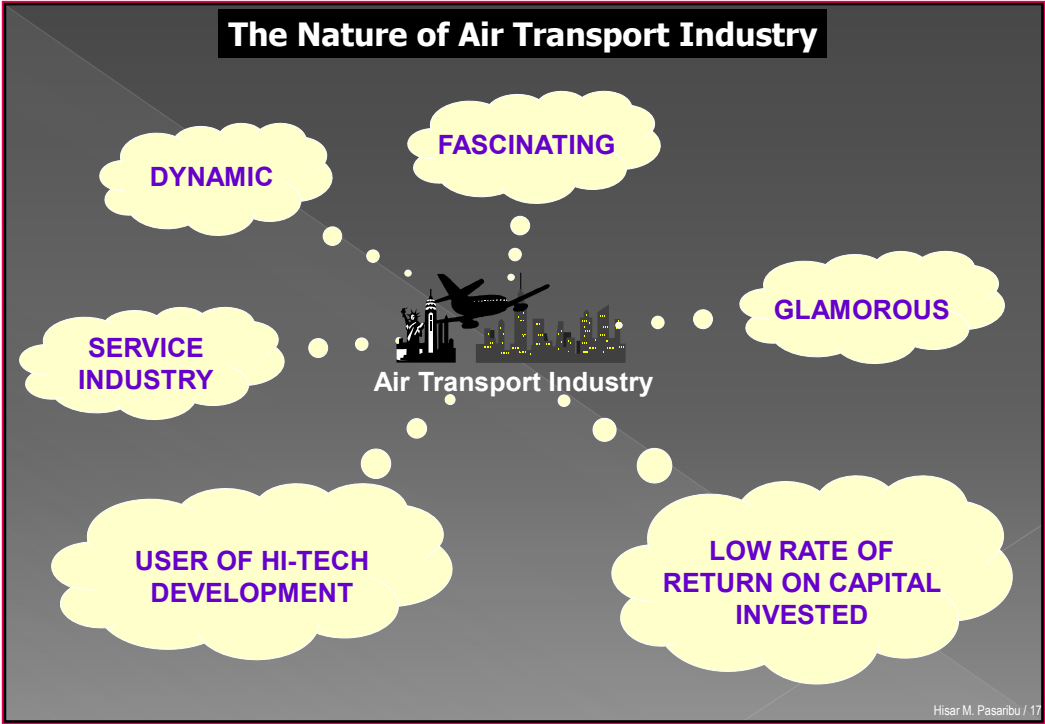 The Nature of Air Transport Industry
FASCINATING
DYNAMIC
GLAMOROUS
SERVICE
INDUSTRY
Air Transport Industry
USER OF HI-TECH
DEVELOPMENT
LOW RATE OF
RETURN ON CAPITAL
INVESTED
Hisar M. Pasaribu / 17